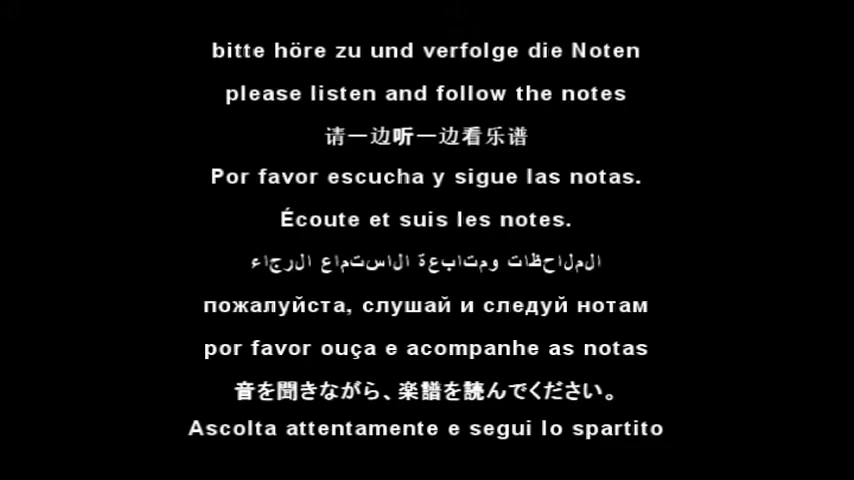 bitte höre zu und verfolge die Noten
please listen and follow the notes
请一边听一边看乐谱
Por favor escucha y sigue las notas.
Écoute et suis les notes.
الملاحظات ومتابعة الاستماع الرجاء
пожалуйста, слушай и следуй нотам
por favor ouça e acompanhe as notas
音を聞きながら、楽譜を読んでください。
Ascolta attentamente e segui lo spartito